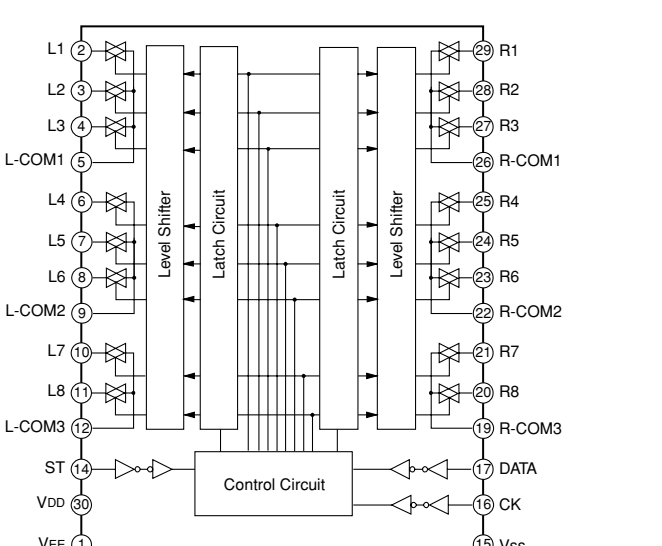 L1 2 29 R1
L2 3 28 R2
L3 4 27 R3
L-COM1 5 26 R-COM1
L4 6 25 R4
L5 7 24 R5
L6 8 23 R6
L-COM2 9 22 R-COM2
L7 10 21 R7
L8 11 20 R8
L-COM3 12 19 R-COM3
Level Shifter
Latch Circuit
Latch Circuit
Level Shifter
ST 14 17 DATA
Control Circuit
VDD 30 16 CK
VEE 1 15 Vss